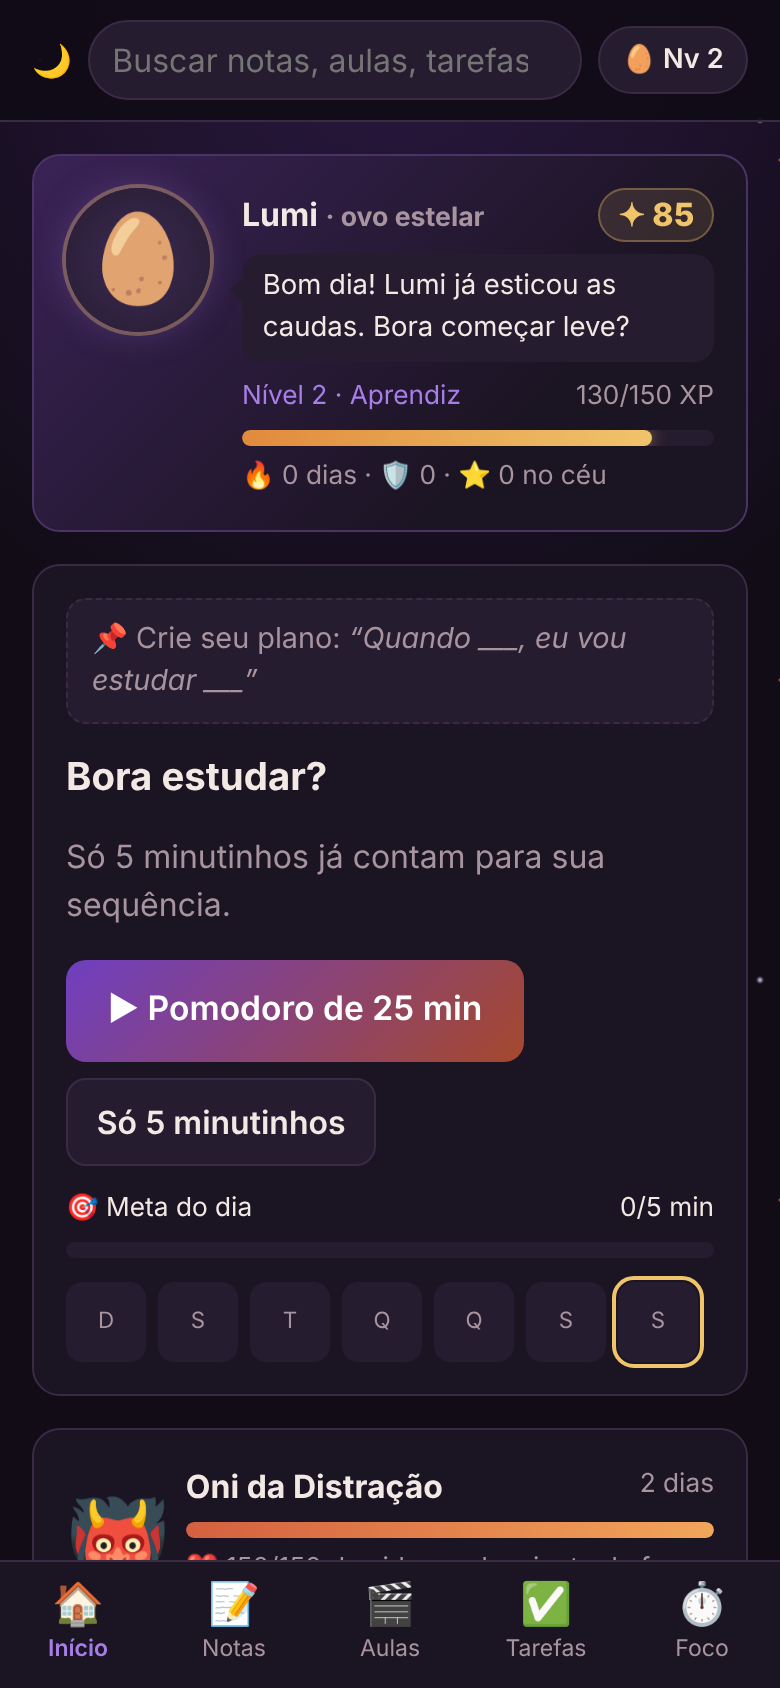 Buscar notas, aulas, tarefas
Nv 2
Lumi · ovo estelar
✦ 85
Bom dia! Lumi já esticou as
caudas. Bora começar leve?
Nível 2 · Aprendiz
130/150 XP
0 dias · 0 · 0 no céu
Crie seu plano: “Quando ___, eu vou
estudar ___”
Bora estudar?
Só 5 minutinhos já contam para sua
sequência.
▶ Pomodoro de 25 min
Só 5 minutinhos
Meta do dia
0/5 min
D S T Q Q S S
Oni da Distração
2 dias
Início
Notas
Aulas
Tarefas
Foco